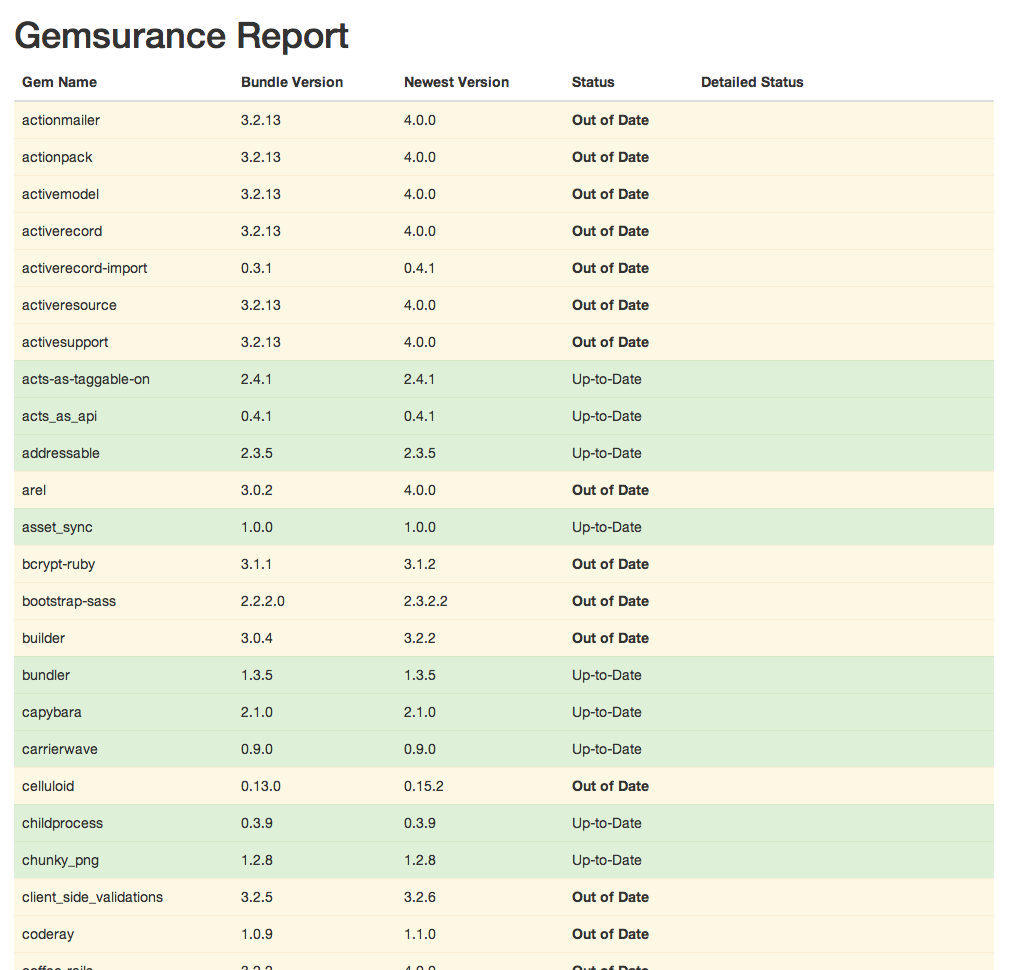 Gemsurance Report
Gem Name Bundle Version Newest Version Status Detailed Status
actionmailer 3.2.13 4.0.0 Out of Date
actionpack 3.2.13 4.0.0 Out of Date
activemodel 3.2.13 4.0.0 Out of Date
activerecord 3.2.13 4.0.0 Out of Date
activerecord-import 0.3.1 0.4.1 Out of Date
activeresource 3.2.13 4.0.0 Out of Date
activesupport 3.2.13 4.0.0 Out of Date
acts-as-taggable-on 2.4.1 2.4.1 Up-to-Date
acts_as_api 0.4.1 0.4.1 Up-to-Date
addressable 2.3.5 2.3.5 Up-to-Date
arel 3.0.2 4.0.0 Out of Date
asset_sync 1.0.0 1.0.0 Up-to-Date
bcrypt-ruby 3.1.1 3.1.2 Out of Date
bootstrap-sass 2.2.2.0 2.3.2.2 Out of Date
builder 3.0.4 3.2.2 Out of Date
bundler 1.3.5 1.3.5 Up-to-Date
capybara 2.1.0 2.1.0 Up-to-Date
carrierwave 0.9.0 0.9.0 Up-to-Date
celluloid 0.13.0 0.15.2 Out of Date
childprocess 0.3.9 0.3.9 Up-to-Date
chunky_png 1.2.8 1.2.8 Up-to-Date
client_side_validations 3.2.5 3.2.6 Out of Date
coderay 1.0.9 1.1.0 Out of Date
coffee-rails 3.2.2 4.0.0 Out of Date